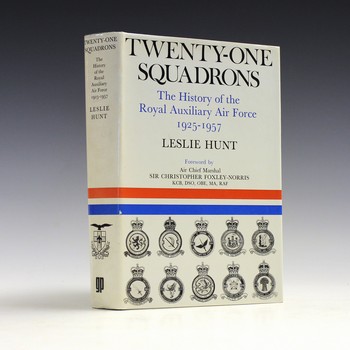 TWENTY-ONE
SQUADRONS
The
History
of the
Royal
Auxiliary
Air Force
1925-1957
LESLIE
HUNT
gp
TWENTY-ONE
SQUADRONS
The History of the
Royal Auxiliary Air Force
1925-1957
LESLIE HUNT
Foreword by
Air Chief Marshal
SIR CHRISTOPHER FOXLEY-NORRIS
KCB, DSO, OBE, MA, RAF